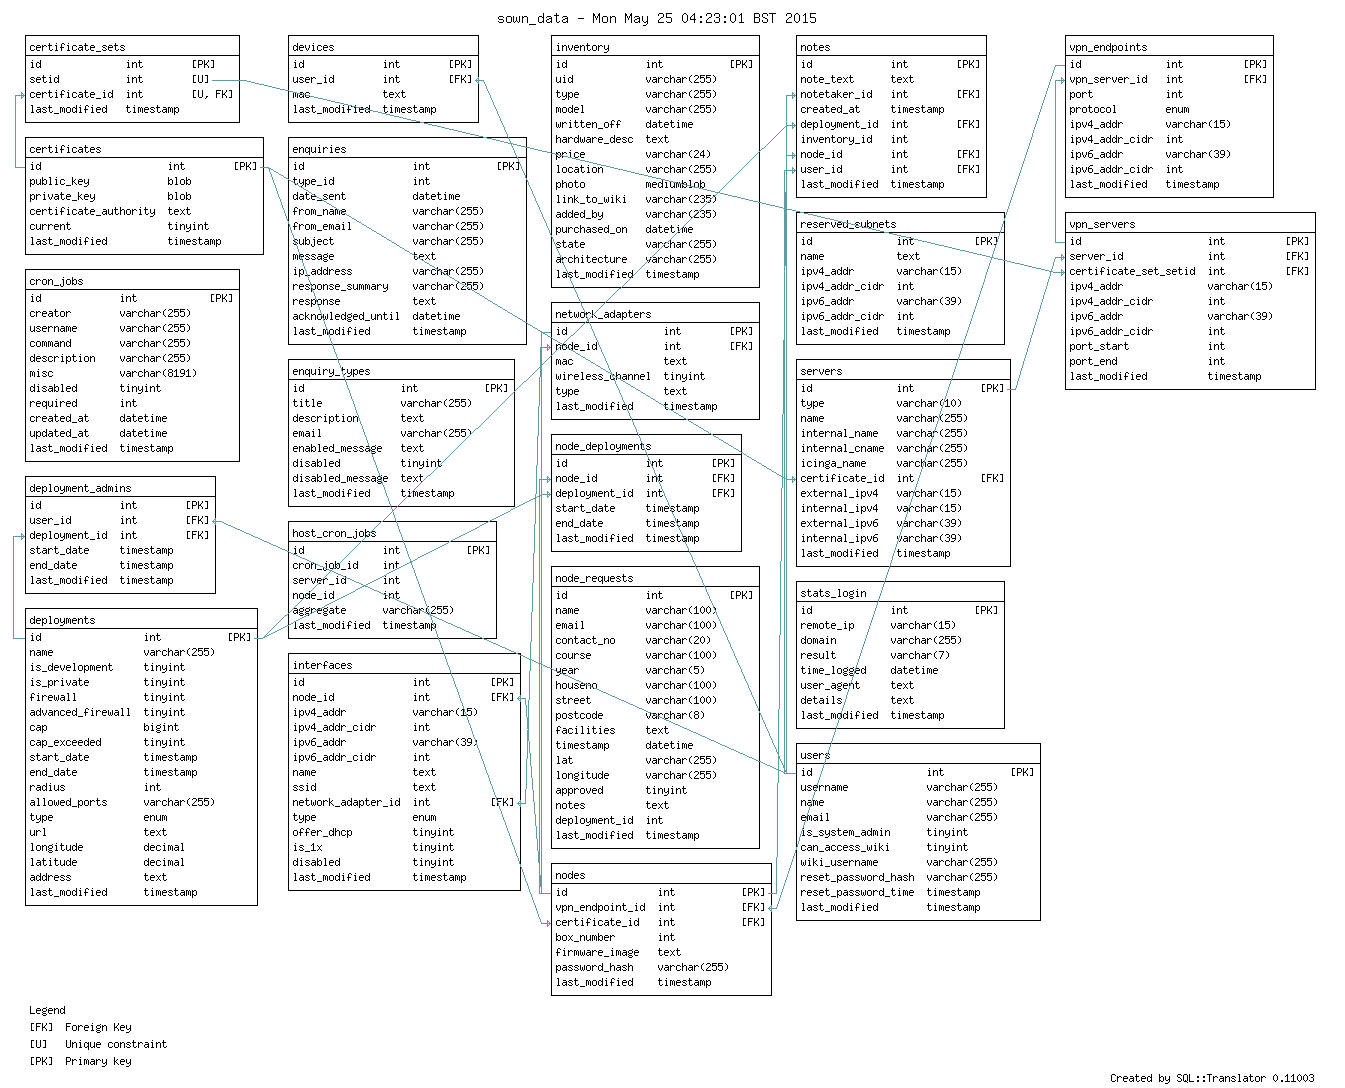 sown_data - Mon May 25 04:23:01 BST 2015
certificate_sets
id int [PK]
setid int [U]
certificate_id int [U, FK]
last_modified timestamp
certificates
id int [PK]
public_key blob
private_key blob
certificate_authority text
current tinyint
last_modified timestamp
cron_jobs
id int [PK]
creator varchar(255)
username varchar(255)
command varchar(255)
description varchar(255)
misc varchar(8191)
disabled tinyint
required int
created_at datetime
updated_at datetime
last_modified timestamp
deployment_admins
id int [PK]
user_id int [FK]
deployment_id int [FK]
start_date timestamp
end_date timestamp
last_modified timestamp
deployments
id int [PK]
name varchar(255)
is_development tinyint
is_private tinyint
firewall tinyint
advanced_firewall tinyint
cap bigint
cap_exceeded tinyint
start_date timestamp
end_date timestamp
radius int
allowed_ports varchar(255)
type enum
url text
longitude decimal
latitude decimal
address text
last_modified timestamp
devices
id int [PK]
user_id int [FK]
mac text
last_modified timestamp
enquiries
id int [PK]
type_id int
date_sent datetime
from_name varchar(255)
from_email varchar(255)
subject varchar(255)
message text
ip_address varchar(255)
response_summary varchar(255)
response text
acknowledged_until datetime
last_modified timestamp
enquiry_types
id int [PK]
title varchar(255)
description text
email varchar(255)
enabled_message text
disabled tinyint
disabled_message text
last_modified timestamp
host_cron_jobs
id int [PK]
cron_job_id int
server_id int
node_id int
aggregate varchar(255)
last_modified timestamp
interfaces
id int [PK]
node_id int [FK]
ipv4_addr varchar(15)
ipv4_addr_cidr int
ipv6_addr varchar(39)
ipv6_addr_cidr int
name text
ssid text
network_adapter_id int [FK]
type enum
offer_dhcp tinyint
is_1x tinyint
disabled tinyint
last_modified timestamp
inventory
id int [PK]
uid varchar(255)
type varchar(255)
model varchar(255)
written_off datetime
hardware_desc text
price varchar(24)
location varchar(255)
photo mediumblob
link_to_wiki varchar(235)
added_by varchar(235)
purchased_on datetime
state varchar(255)
architecture varchar(255)
last_modified timestamp
network_adapters
id int [PK]
node_id int [FK]
mac text
wireless_channel tinyint
type text
last_modified timestamp
node_deployments
id int [PK]
node_id int [FK]
deployment_id int [FK]
start_date timestamp
end_date timestamp
last_modified timestamp
node_requests
id int [PK]
name varchar(100)
email varchar(100)
contact_no varchar(20)
course varchar(100)
year varchar(5)
houseno varchar(100)
street varchar(100)
postcode varchar(8)
facilities text
timestamp datetime
lat varchar(255)
longitude varchar(255)
approved tinyint
notes text
deployment_id int
last_modified timestamp
nodes
id int [PK]
vpn_endpoint_id int [FK]
certificate_id int [FK]
box_number int
firmware_image text
password_hash varchar(255)
last_modified timestamp
notes
id int [PK]
note_text text
notetaker_id int [FK]
created_at timestamp
deployment_id int [FK]
inventory_id int
node_id int [FK]
user_id int [FK]
last_modified timestamp
reserved_subnets
id int [PK]
name text
ipv4_addr varchar(15)
ipv4_addr_cidr int
ipv6_addr varchar(39)
ipv6_addr_cidr int
last_modified timestamp
servers
id int [PK]
type varchar(10)
name varchar(255)
internal_name varchar(255)
internal_cname varchar(255)
icinga_name varchar(255)
certificate_id int [FK]
external_ipv4 varchar(15)
internal_ipv4 varchar(15)
external_ipv6 varchar(39)
internal_ipv6 varchar(39)
last_modified timestamp
stats_login
id int [PK]
remote_ip varchar(15)
domain varchar(255)
result varchar(7)
time_logged datetime
user_agent text
details text
last_modified timestamp
users
id int [PK]
username varchar(255)
name varchar(255)
email varchar(255)
is_system_admin tinyint
can_access_wiki tinyint
wiki_username varchar(255)
reset_password_hash varchar(255)
reset_password_time timestamp
last_modified timestamp
vpn_endpoints
id int [PK]
vpn_server_id int [FK]
port int
protocol enum
ipv4_addr varchar(15)
ipv4_addr_cidr int
ipv6_addr varchar(39)
ipv6_addr_cidr int
last_modified timestamp
vpn_servers
id int [PK]
server_id int [FK]
certificate_set_setid int [FK]
ipv4_addr varchar(15)
ipv4_addr_cidr int
ipv6_addr varchar(39)
ipv6_addr_cidr int
port_start int
port_end int
last_modified timestamp
Legend
[FK] Foreign Key
[U] Unique constraint
[PK] Primary key
Created by SQL::Translator 0.11003